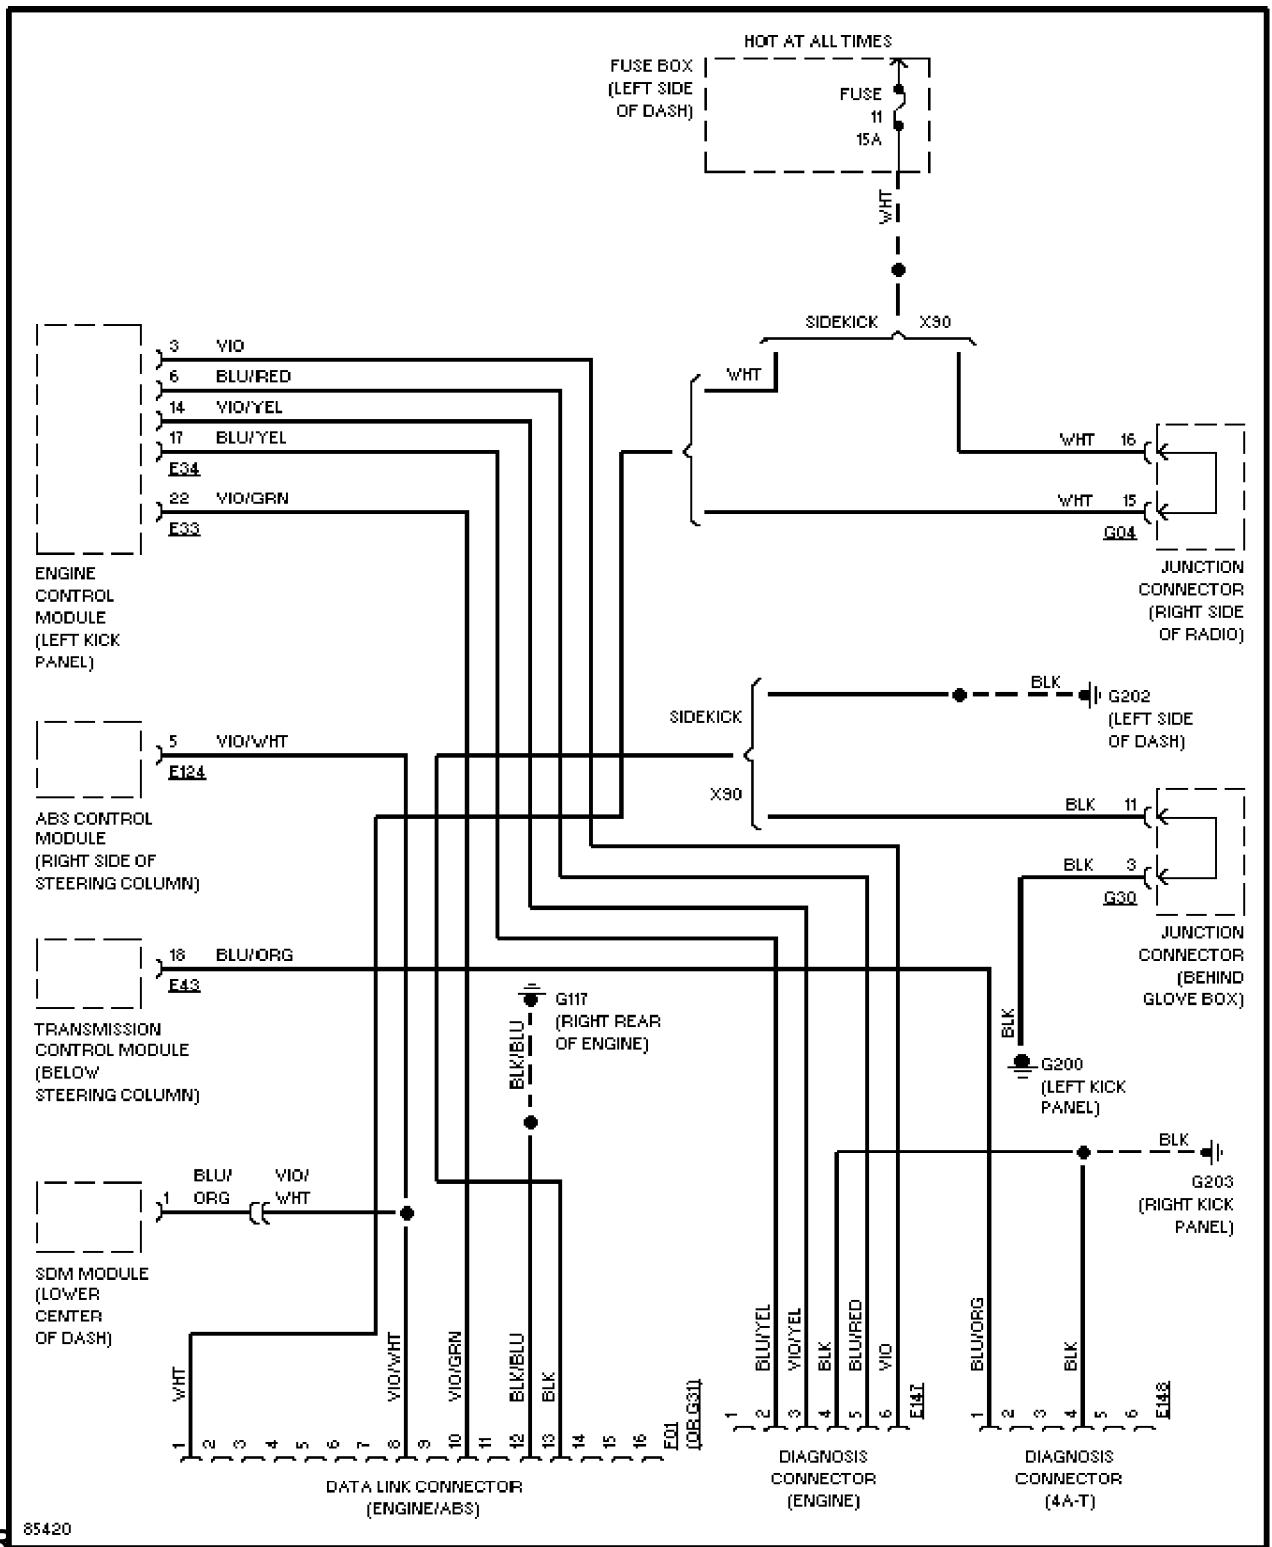 HOT AT ALL TIMES
FUSE BOX
(LEFT SIDE
OF DASH)
FUSE
11
15A
WHT
SIDEKICK
X90
WHT
3 VIO
6 BLU/RED
14 VIO/YEL
17 BLU/YEL
E34
22 VIO/GRN
E33
ENGINE
CONTROL
MODULE
(LEFT KICK
PANEL)
WHT 16
WHT 15
G04
JUNCTION
CONNECTOR
(RIGHT SIDE
OF RADIO)
SIDEKICK
X90
BLK
G202
(LEFT SIDE
OF DASH)
5 VIO/WHT
E124
ABS CONTROL
MODULE
(RIGHT SIDE OF
STEERING COLUMN)
BLK 11
BLK 3
G30
JUNCTION
CONNECTOR
(BEHIND
GLOVE BOX)
18 BLU/ORG
E43
TRANSMISSION
CONTROL MODULE
(BELOW
STEERING COLUMN)
G117
(RIGHT REAR
OF ENGINE)
BLK/BLU
BLK
G200
(LEFT KICK
PANEL)
BLK
G203
(RIGHT KICK
PANEL)
1
BLU/
ORG
VIO/
WHT
SDM MODULE
(LOWER
CENTER
OF DASH)
WHT
VIO/WHT
VIO/GRN
BLK/BLU
BLK
1 2 3 4 5 6 7 8 9 10 11 12 13 14 15 16
(OR G31)
DATA LINK CONNECTOR
(ENGINE/ABS)
BLU/YEL
VIO/YEL
BLK
BLU/RED
VIO
1 2 3 4 5 6
E147
DIAGNOSIS
CONNECTOR
(ENGINE)
BLU/ORG
BLK
1 2 3 4 5 6
E148
DIAGNOSIS
CONNECTOR
(4A-T)
85420